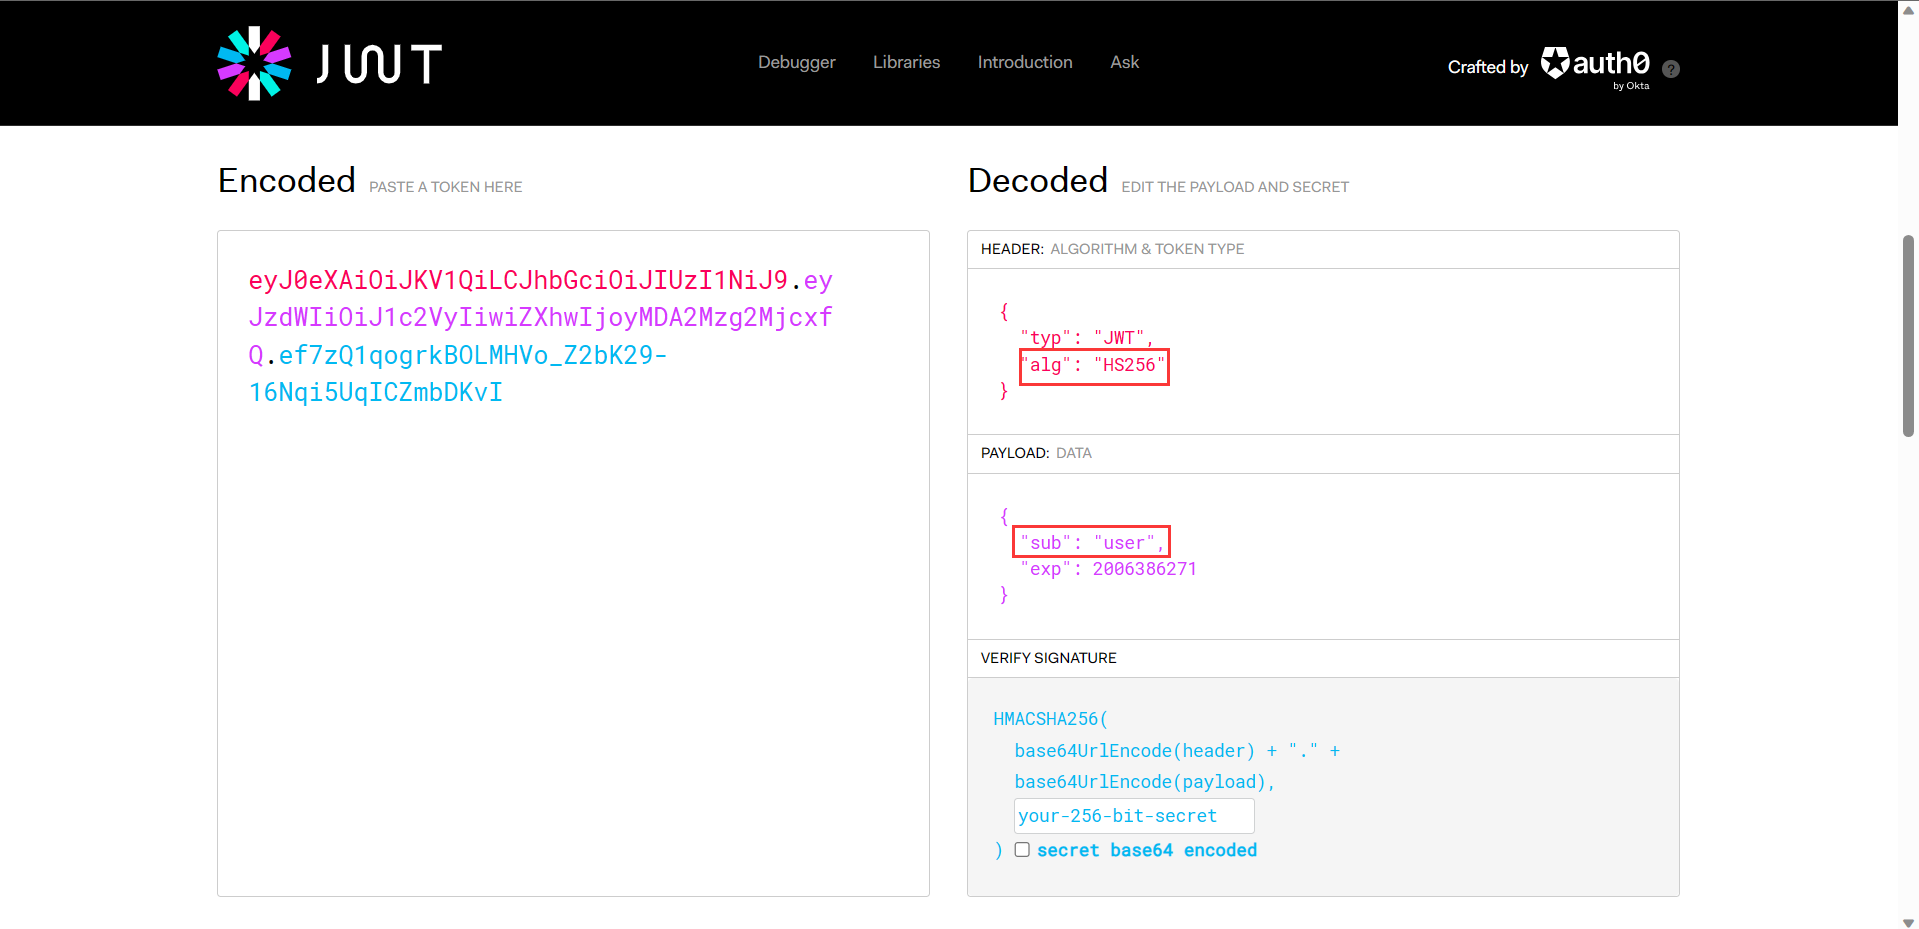 JWT
Debugger
Libraries
Introduction
Ask
Crafted by
auth0
by Okta
?
Encoded PASTE A TOKEN HERE
eyJ0eXAiOiJKV1QiLCJhbGciOiJIUzI1NiJ9.ey
JzdWIiOiJ1c2VyIiwiZXhwIjoyMDA2Mzg2Mjcxf
Q.ef7zQ1qogrkBOLMHVo_Z2bK29-
16Nqi5UqICZmbDKvI
Decoded EDIT THE PAYLOAD AND SECRET
HEADER: ALGORITHM & TOKEN TYPE
{
"typ": "JWT",
"alg": "HS256"
}
PAYLOAD: DATA
{
"sub": "user",
"exp": 2006386271
}
VERIFY SIGNATURE
HMACSHA256(
base64UrlEncode(header) + "." +
base64UrlEncode(payload),
your-256-bit-secret
) secret base64 encoded